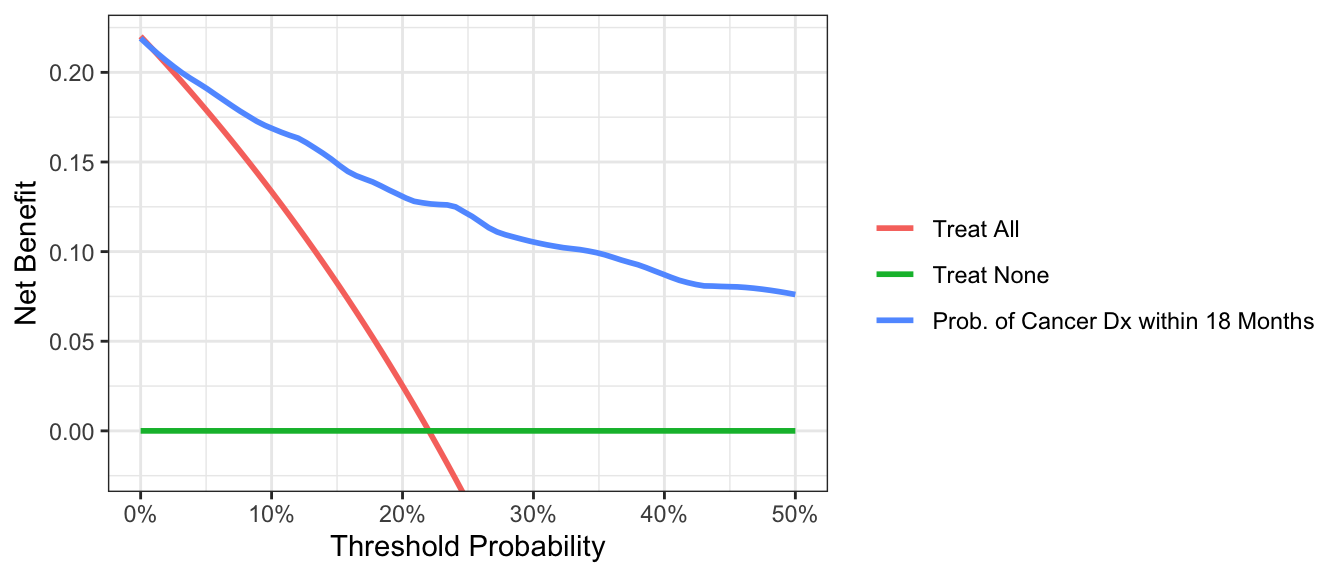 Net Benefit
0.20
0.15
0.10
0.05
0.00
0%
10%
20%
30%
40%
50%
Threshold Probability
Treat All
Treat None
Prob. of Cancer Dx within 18 Months